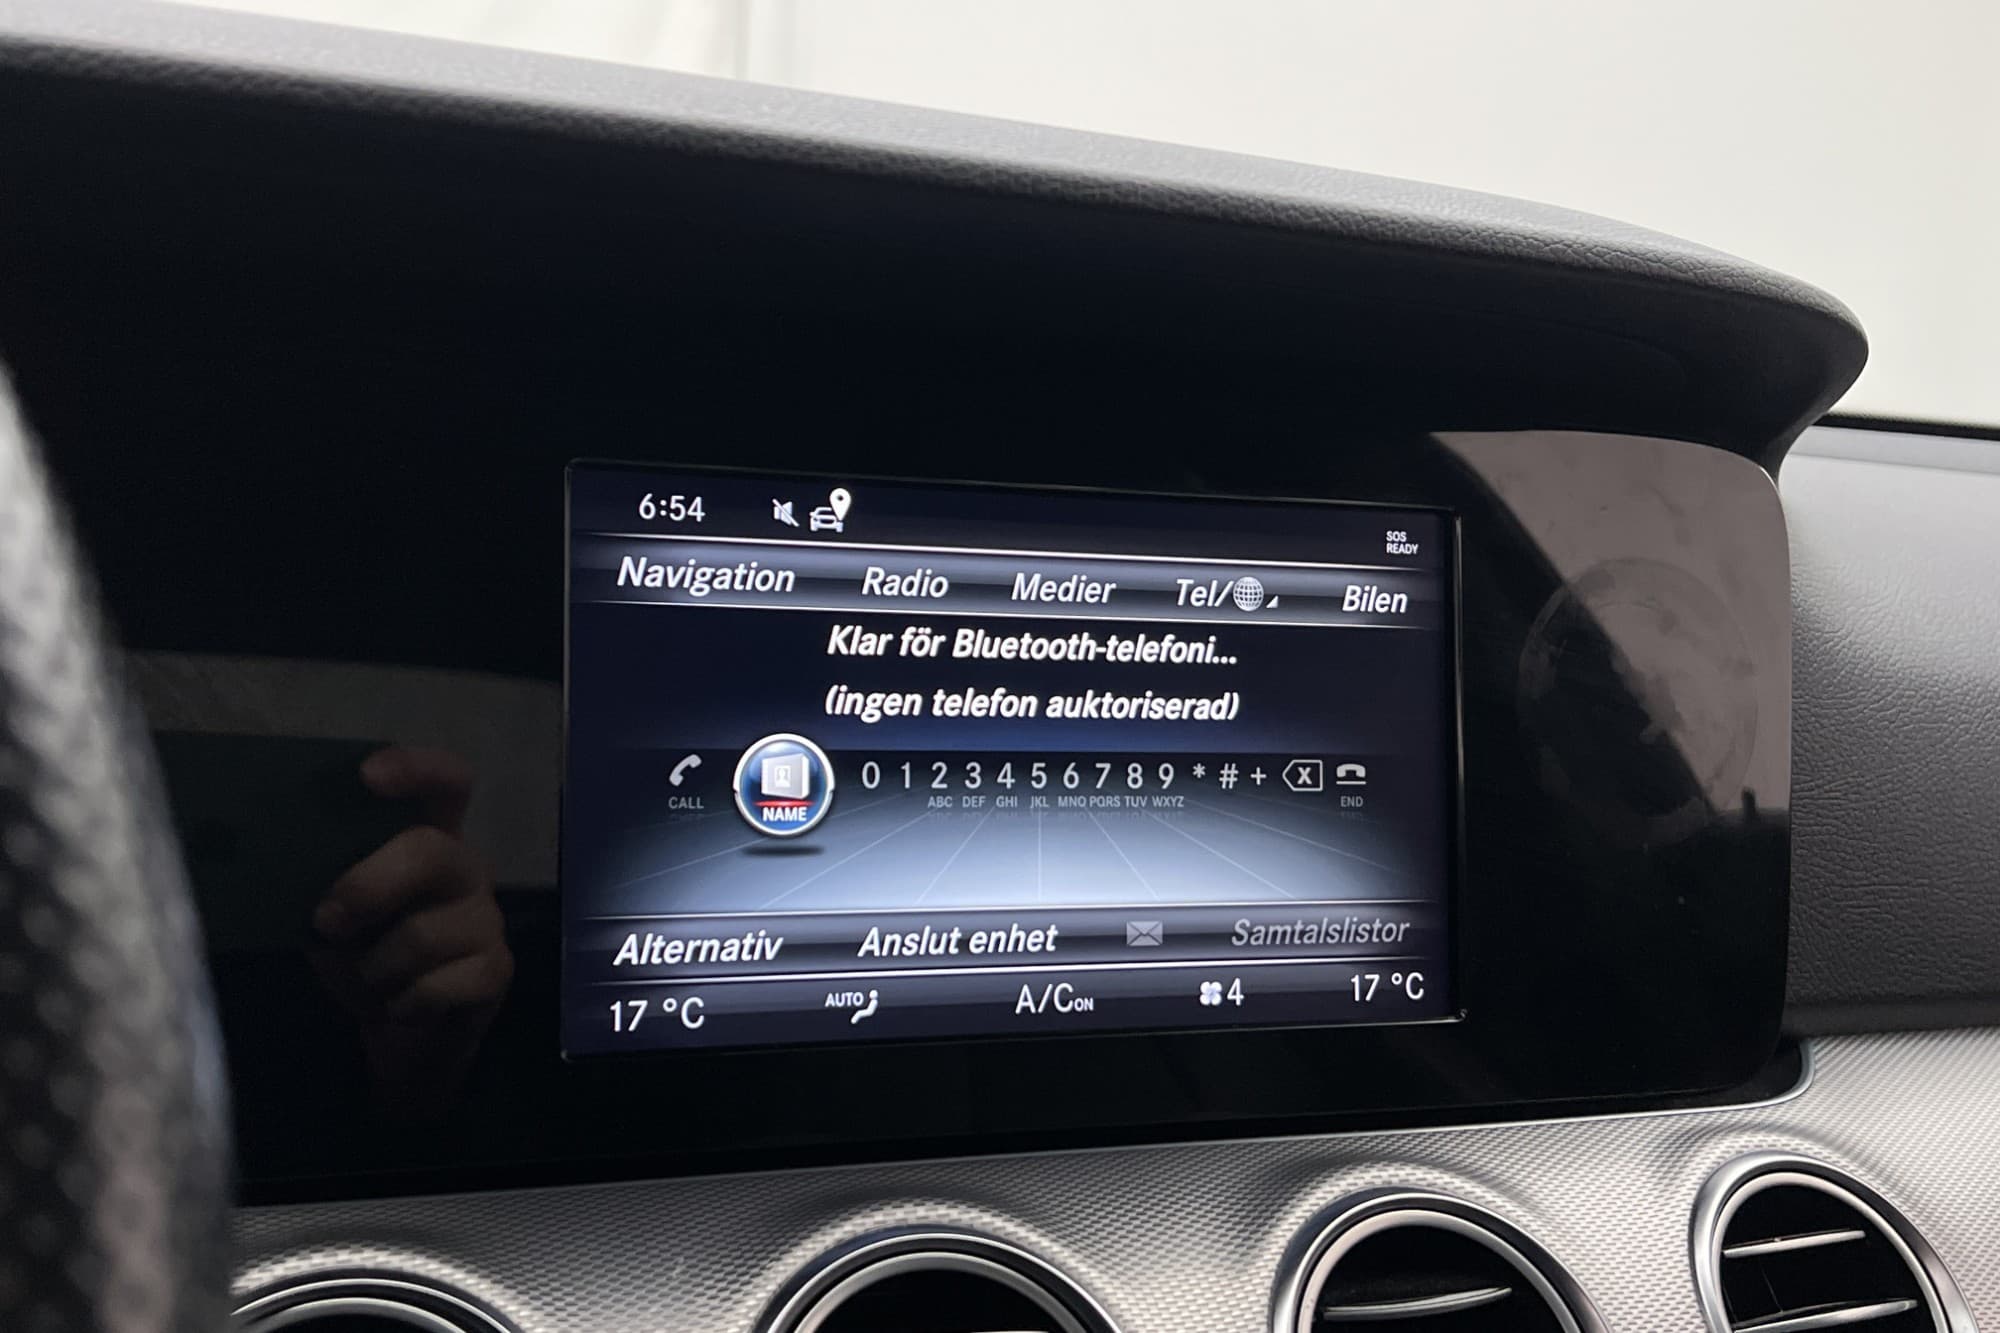 6:54
SOS
READY
Navigation Radio Medier Tel/ Bilen
Klar för Bluetooth-telefoni...
(ingen telefon auktoriserad)
0 1 2 3 4 5 6 7 8 9 * # + X
CALL NAME ABC DEF GHI JKL MNO PQRS TUV WXYZ END
Alternativ Anslut enhet Samtalslistor
17 °C AUTO A/C ON 4 17 °C